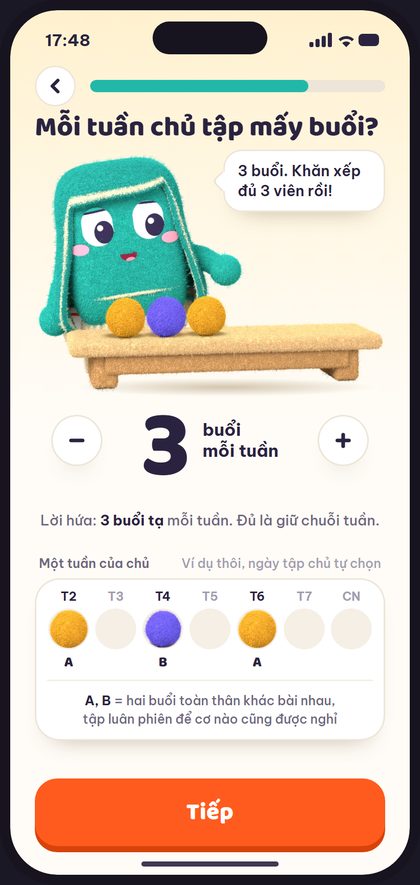 17:48
Mỗi tuần chủ tập mấy buổi?
3 buổi. Khăn xếp
đủ 3 viên rồi!
3 buổi
mỗi tuần
Lời hứa: 3 buổi tạ mỗi tuần. Đủ là giữ chuỗi tuần.
Một tuần của chủ Ví dụ thôi, ngày tập chủ tự chọn
T2 T3 T4 T5 T6 T7 CN
A B A
A, B = hai buổi toàn thân khác bài nhau,
tập luân phiên để cơ nào cũng được nghỉ
Tiếp